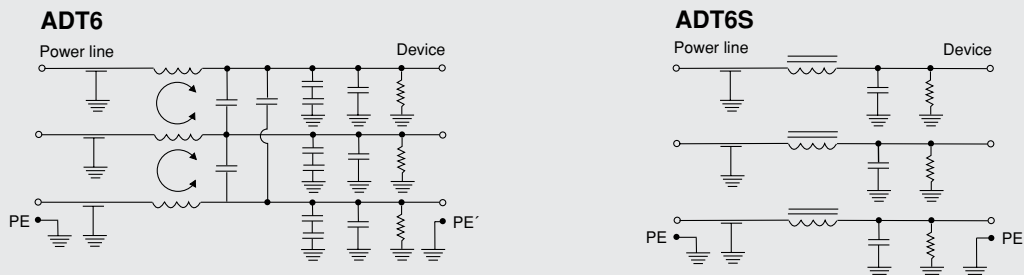 ADT6
Power line Device
PE PE´
ADT6S
Power line Device
PE PE